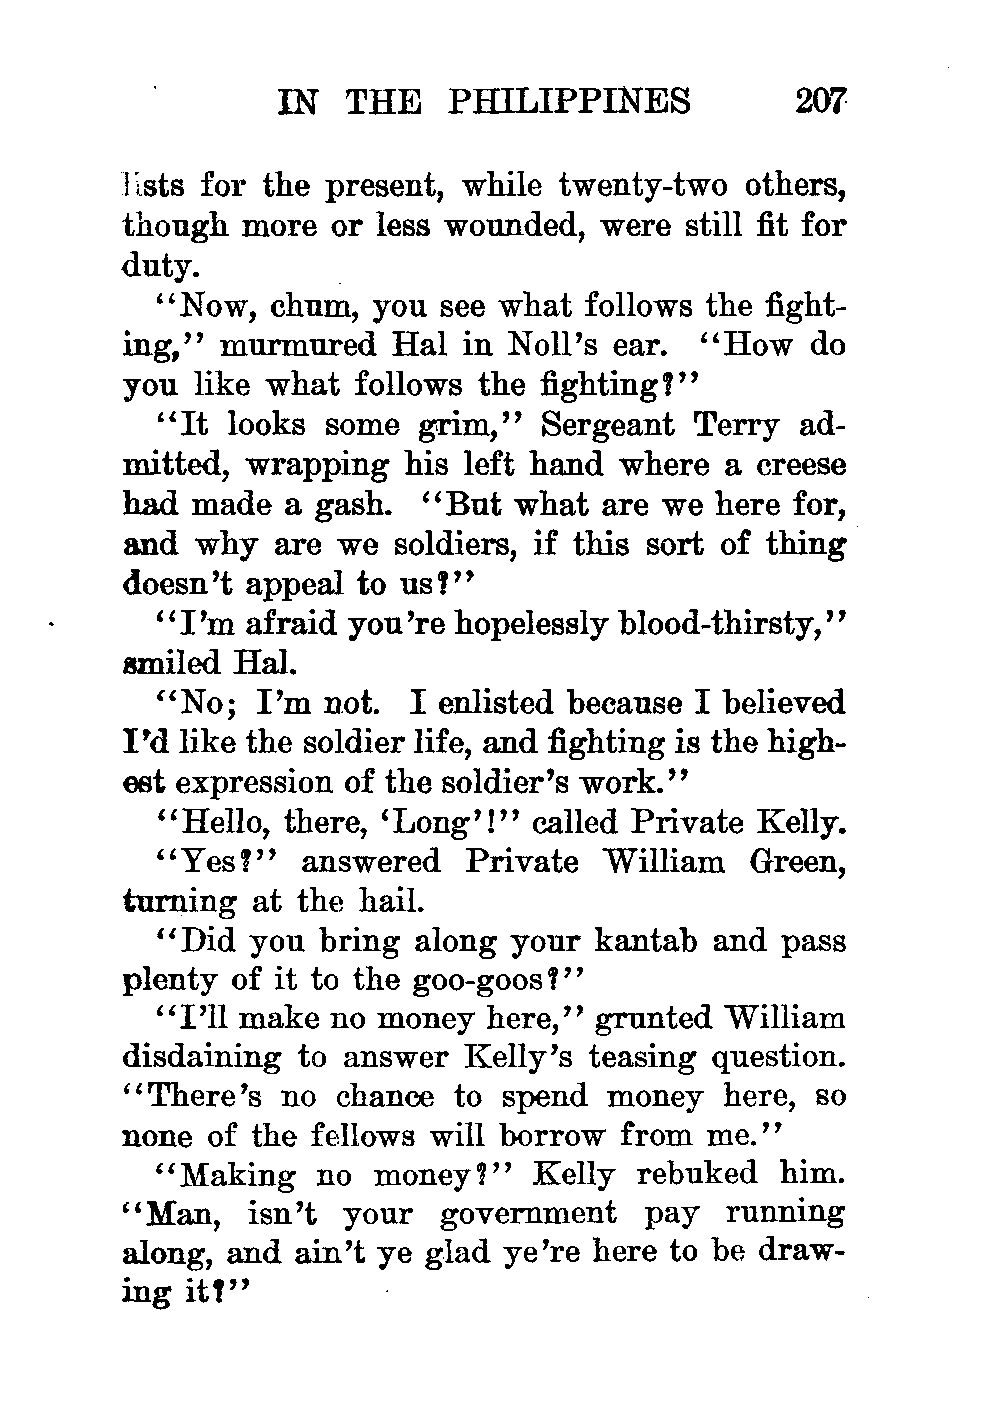 IN THE PHILIPPINES 207
lists for the present, while twenty-two others,
though more or less wounded, were still fit for
duty.
“Now, chum, you see what follows the fight-
ing,” murmured Hal in Noll’s ear. “How do
you like what follows the fighting?”
“It looks some grim,” Sergeant Terry ad-
mitted, wrapping his left hand where a creese
had made a gash. “But what are we here for,
and why are we soldiers, if this sort of thing
doesn’t appeal to us?”
“I’m afraid you’re hopelessly blood-thirsty,”
smiled Hal.
“No; I’m not. I enlisted because I believed
I’d like the soldier life, and fighting is the high-
est expression of the soldier’s work.”
“Hello, there, ‘Long’!” called Private Kelly.
“Yes?” answered Private William Green,
turning at the hail.
“Did you bring along your kantab and pass
plenty of it to the goo-goos?”
“I’ll make no money here,” grunted William
disdaining to answer Kelly’s teasing question.
“There’s no chance to spend money here, so
none of the fellows will borrow from me.”
“Making no money?” Kelly rebuked him.
“Man, isn’t your government pay running
along, and ain’t ye glad ye’re here to be draw-
ing it?”